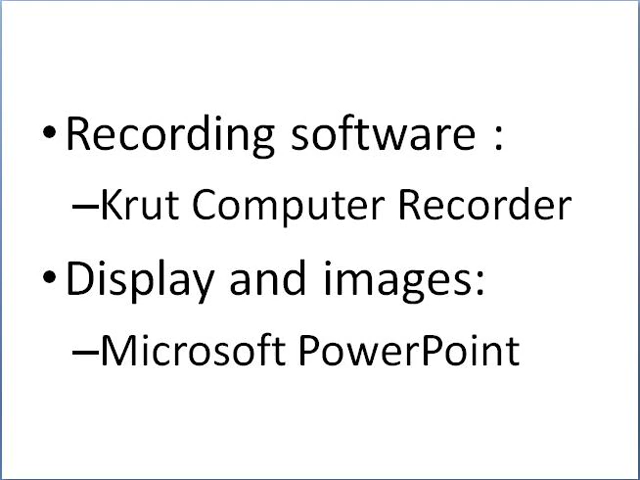 •Recording software :
–Krut Computer Recorder
•Display and images:
–Microsoft PowerPoint